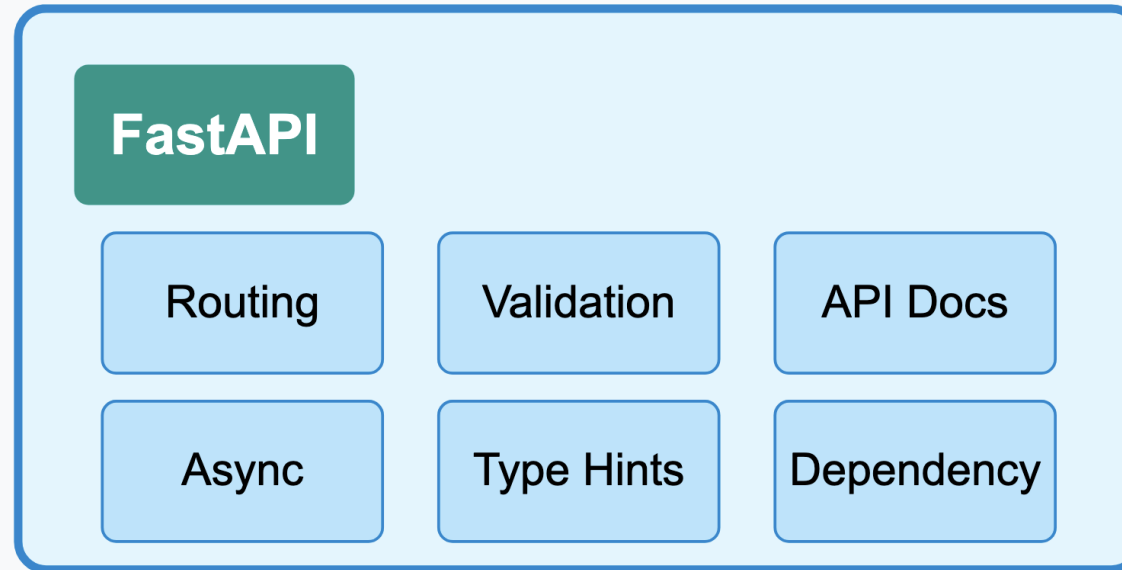 FastAPI
Routing
Validation
API Docs
Async
Type Hints
Dependency